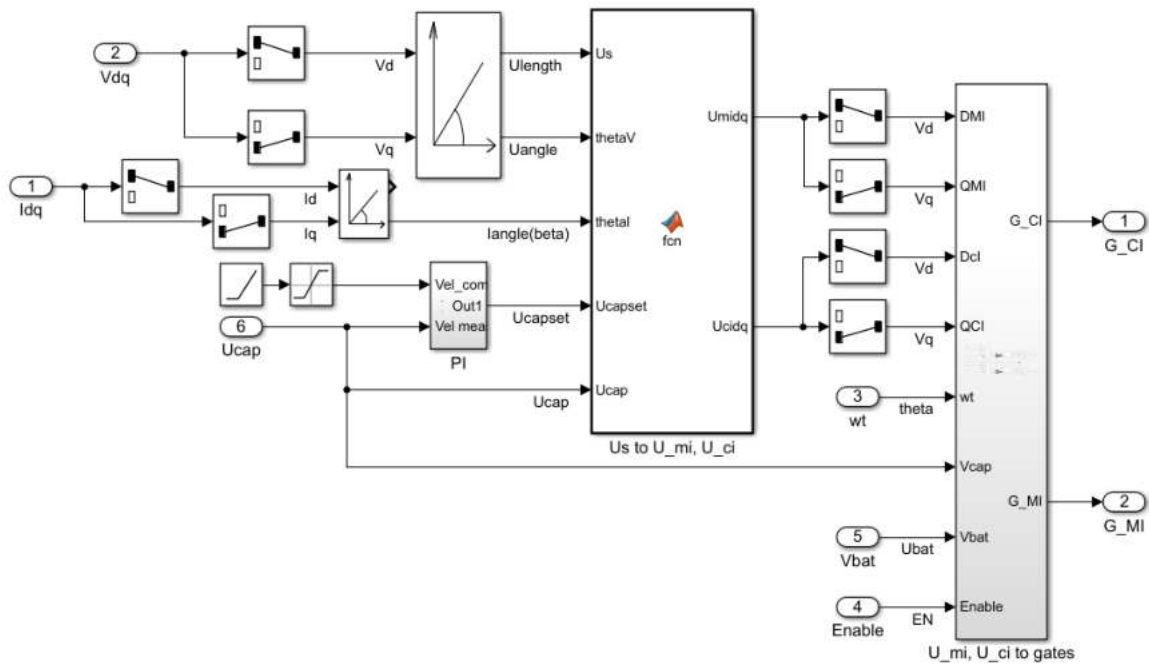 2
Vdq
Vd
Vq
Ulength
Uangle
1
Idq
Id
Iq
Iangle(beta)
Vel_com
Out1
Vel mea
PI
Ucapset
6
Ucap
Ucap
Us
thetaV
thetaI
Ucapset
Ucap
fcn
Umidq
Ucidq
Us to U_mi, U_ci
Vd
Vq
Vd
Vq
3
wt
theta
5
Vbat
Ubat
4
Enable
EN
DMI
QMI
DcI
QCI
wt
Vcap
Vbat
Enable
G_CI
G_MI
U_mi, U_ci to gates
1
G_CI
2
G_MI